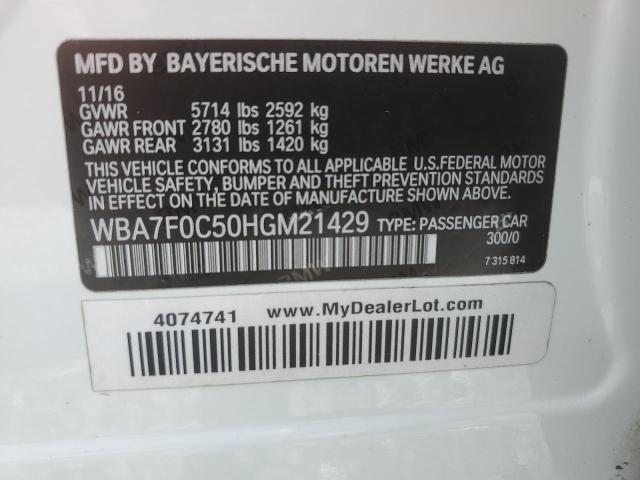 MFD BY BAYERISCHE MOTOREN WERKE AG
11/16
GVWR 5714 lbs 2592 kg
GAWR FRONT 2780 lbs 1261 kg
GAWR REAR 3131 lbs 1420 kg
THIS VEHICLE CONFORMS TO ALL APPLICABLE U.S.FEDERAL MOTOR
VEHICLE SAFETY, BUMPER, AND THEFT PREVENTION STANDARDS
IN EFFECT ON THE DATE OF MANUFACTURE SHOWN ABOVE.
WBA7F0C50HGM21429 TYPE: PASSENGER CAR
300/0
7 315 814
4074741 www.MyDealerLot.com